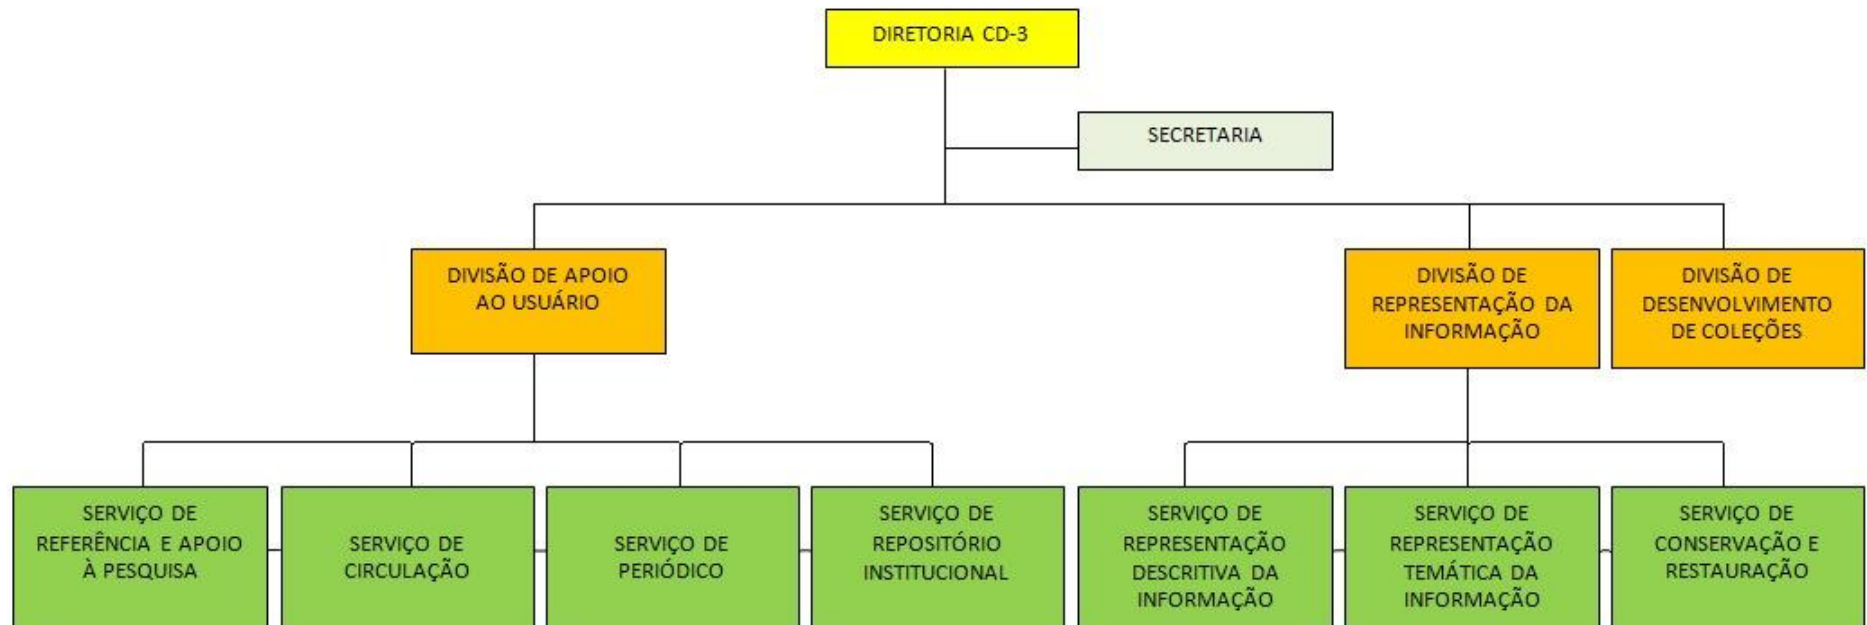 DIRETORIA CD-3
SECRETARIA
DIVISÃO DE APOIO
AO USUÁRIO
DIVISÃO DE
REPRESENTAÇÃO DA
INFORMAÇÃO
DIVISÃO DE
DESENVOLVIMENTO
DE COLEÇÕES
SERVIÇO DE
REFERÊNCIA E APOIO
À PESQUISA
SERVIÇO DE
CIRCULAÇÃO
SERVIÇO DE
PERIÓDICO
SERVIÇO DE
REPOSITÓRIO
INSTITUCIONAL
SERVIÇO DE
REPRESENTAÇÃO
DESCRITIVA DA
INFORMAÇÃO
SERVIÇO DE
REPRESENTAÇÃO
TEMÁTICA DA
INFORMAÇÃO
SERVIÇO DE
CONSERVAÇÃO E
RESTAURAÇÃO